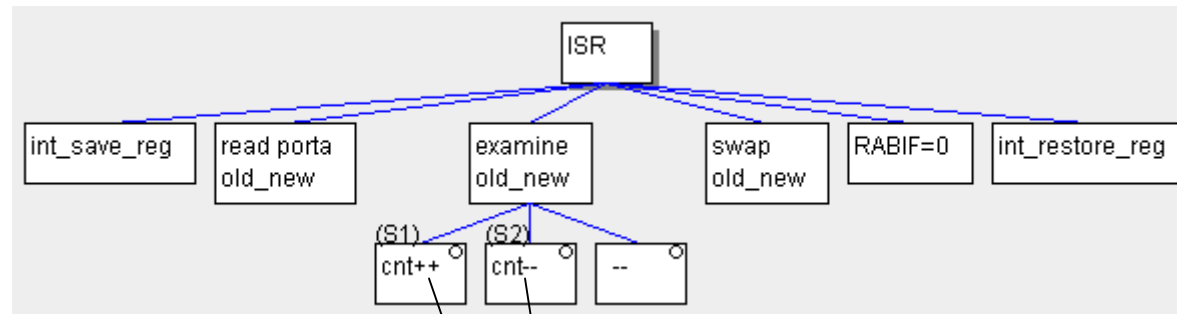 ISR
int_save_reg
read porta
old_new
examine
old_new
swap
old_new
RABIF=0
int_restore_reg
(S1)
cnt++
(S2)
cnt--
--